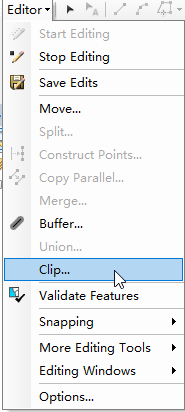 Editor
Start Editing
Stop Editing
Save Edits
Move...
Split...
Construct Points...
Copy Parallel...
Merge...
Buffer...
Union...
Clip...
Validate Features
Snapping
More Editing Tools
Editing Windows
Options...